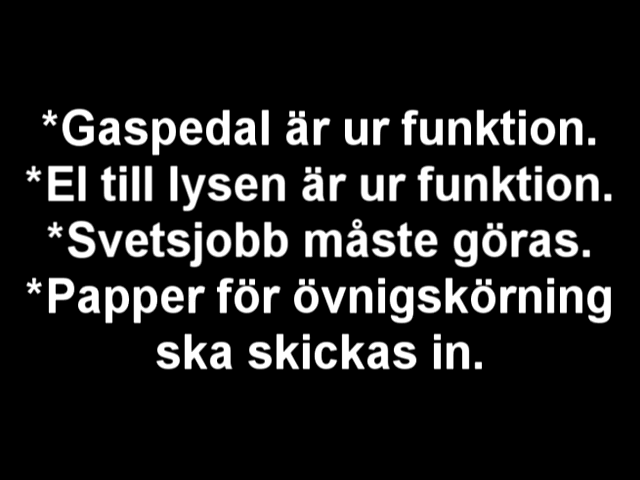 *Gaspedal är ur funktion.
*El till lysen är ur funktion.
*Svetsjobb måste göras.
*Papper för övnigskörning
ska skickas in.